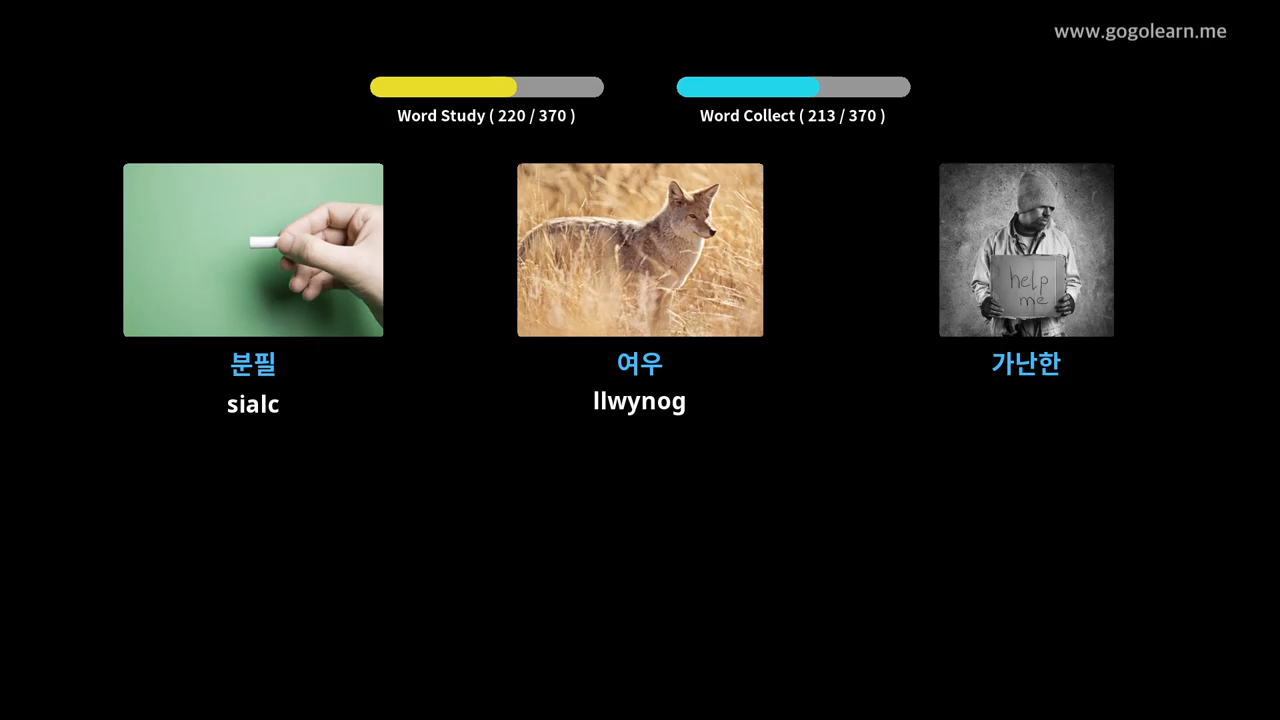 www.gogolearn.me
Word Study ( 220 / 370 )
Word Collect ( 213 / 370 )
help
me
분필
여우
가난한
sialc
llwynog